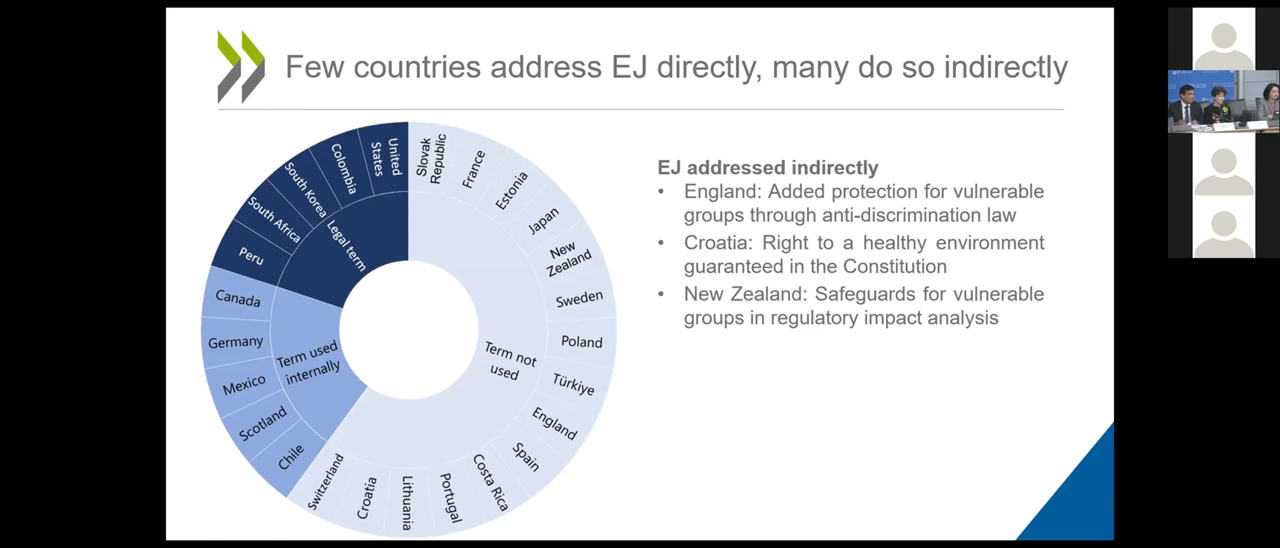 Few countries address EJ directly, many do so indirectly
Slovak
Republic
France
Estonia
Japan
New
Zealand
Sweden
Poland
Türkiye
England
Spain
Costa Rica
Portugal
Lithuania
Croatia
Switzerland
Chile
Scotland
Mexico
Germany
Canada
Peru
South Africa
South Korea
Colombia
United
States
Legal term
Term used
internally
Term not
used
EJ addressed indirectly
• England: Added protection for vulnerable
groups through anti-discrimination law
• Croatia: Right to a healthy environment
guaranteed in the Constitution
• New Zealand: Safeguards for vulnerable
groups in regulatory impact analysis